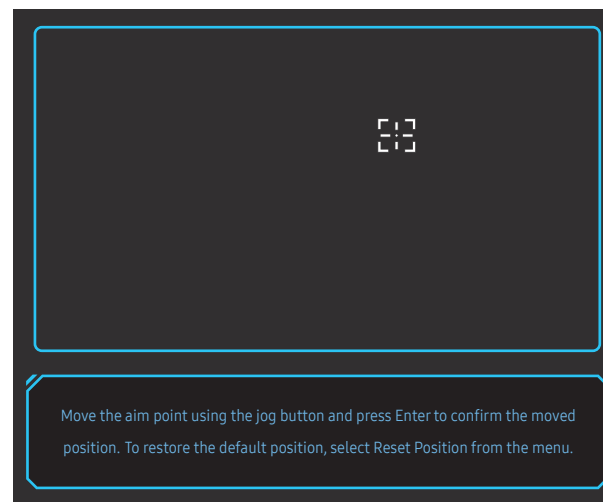 Move the aim point using the jog button and press Enter to confirm the moved
position. To restore the default position, select Reset Position from the menu.